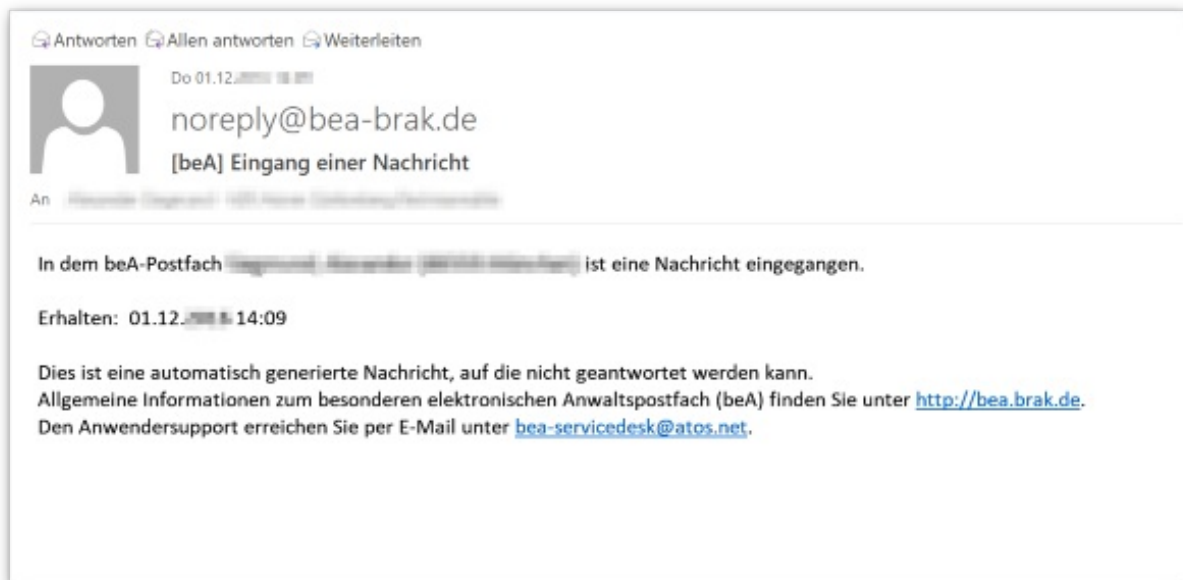 Antworten Allen antworten Weiterleiten
Do 01.12.
noreply@bea-brak.de
[beA] Eingang einer Nachricht
An
In dem beA-Postfach ist eine Nachricht eingegangen.
Erhalten: 01.12. 14:09
Dies ist eine automatisch generierte Nachricht, auf die nicht geantwortet werden kann.
Allgemeine Informationen zum besonderen elektronischen Anwaltspostfach (beA) finden Sie unter http://bea.brak.de.
Den Anwendersupport erreichen Sie per E-Mail unter bea-servicedesk@atos.net.